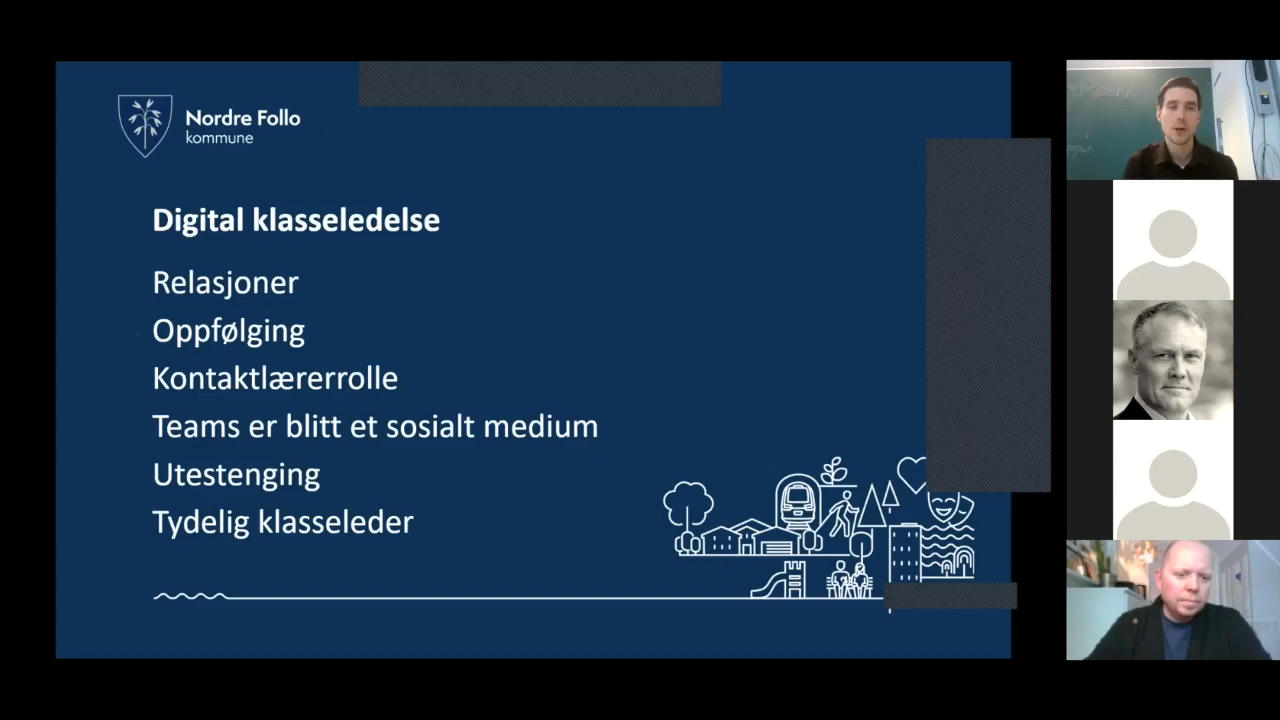 Nordre Follo
kommune
Digital klasseledelse
Relasjoner
Oppfølging
Kontaktlærerrolle
Teams er blitt et sosialt medium
Utestenging
Tydelig klasseleder